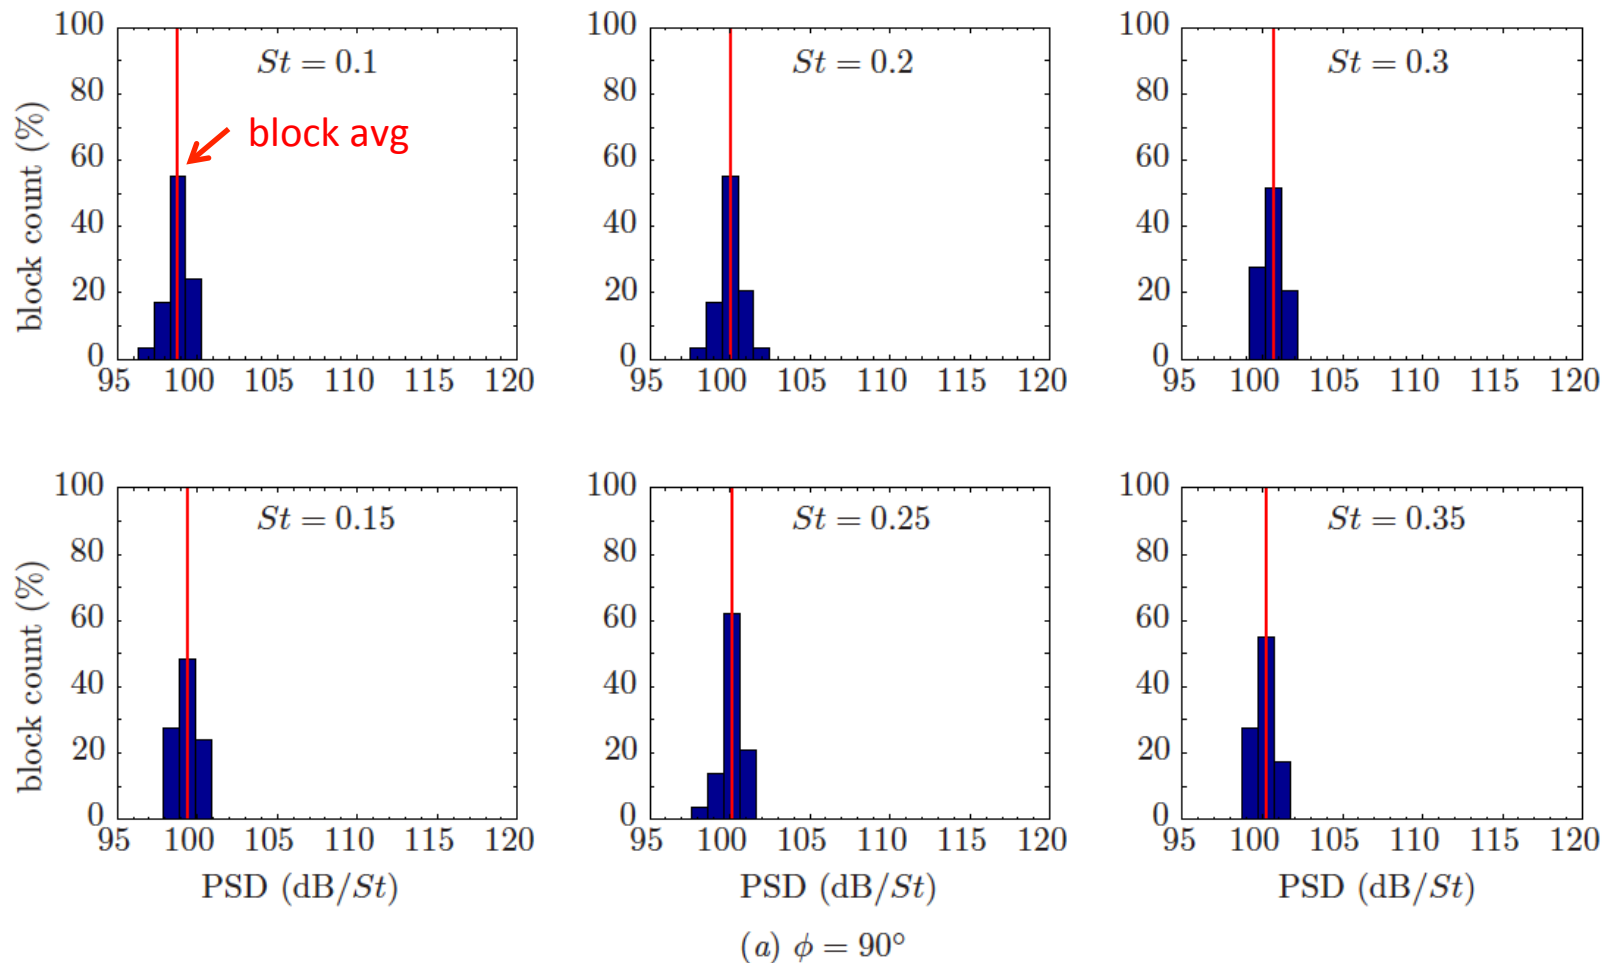 St = 0.1
block avg
block count (%)
100
80
60
40
20
0
95 100 105 110 115 120
St = 0.2
100
80
60
40
20
0
95 100 105 110 115 120
St = 0.3
100
80
60
40
20
0
95 100 105 110 115 120
St = 0.15
block count (%)
100
80
60
40
20
0
95 100 105 110 115 120
PSD (dB/St)
St = 0.25
100
80
60
40
20
0
95 100 105 110 115 120
PSD (dB/St)
St = 0.35
100
80
60
40
20
0
95 100 105 110 115 120
PSD (dB/St)
(a) ϕ = 90°